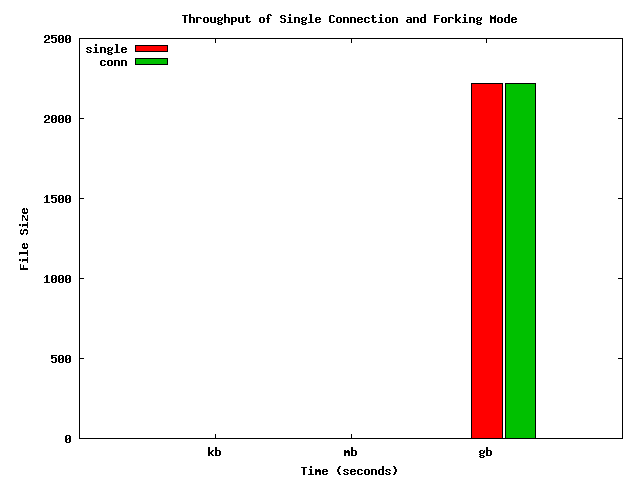 Throughput of Single Connection and Forking Mode
2500
single
conn
2000
1500
File Size
1000
500
0
kb mb gb
Time (seconds)